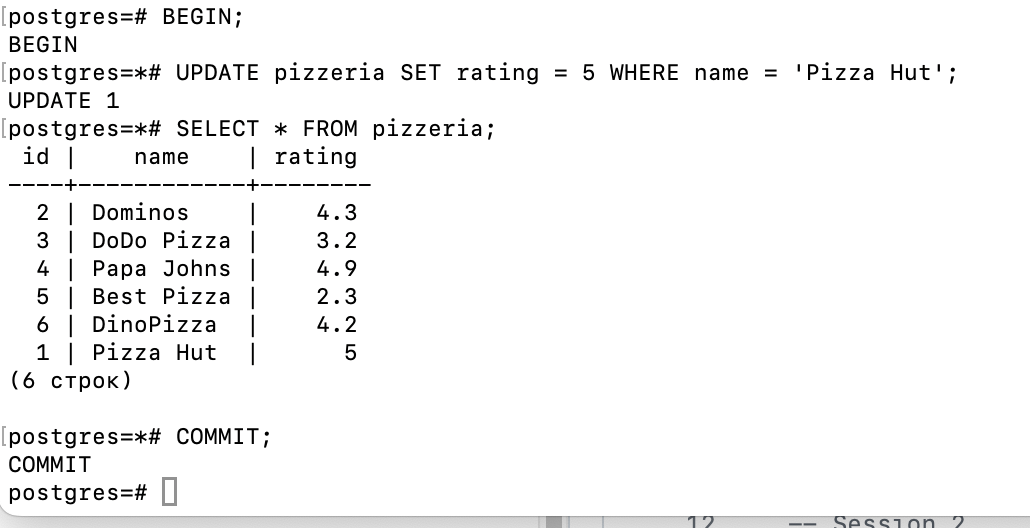 [postgres=# BEGIN;
BEGIN
[postgres=*# UPDATE pizzeria SET rating = 5 WHERE name = 'Pizza Hut';
UPDATE 1
[postgres=*# SELECT * FROM pizzeria;
 id |    name    | rating
----+------------+--------
  2 | Dominos    |    4.3
  3 | DoDo Pizza |    3.2
  4 | Papa Johns |    4.9
  5 | Best Pizza |    2.3
  6 | DinoPizza  |    4.2
  1 | Pizza Hut  |      5
(6 строк)

[postgres=*# COMMIT;
COMMIT
postgres=#
12 -- Session 2